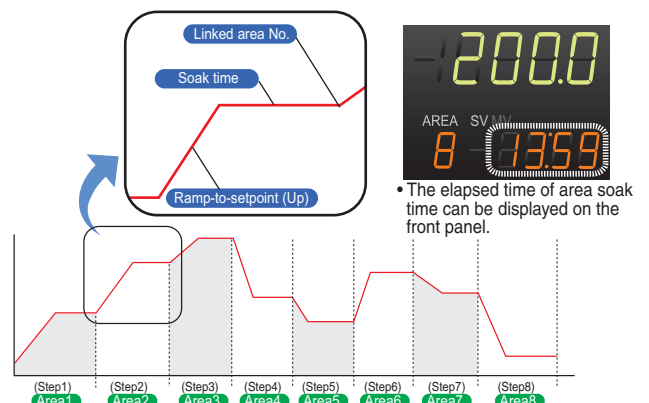 Linked area No.
Soak time
Ramp-to-setpoint (Up)
200.0
AREA SV MV
8 13:59
• The elapsed time of area soak
time can be displayed on the
front panel.
(Step1) (Step2) (Step3) (Step4) (Step5) (Step6) (Step7) (Step8)
Area1 Area2 Area3 Area4 Area5 Area6 Area7 Area8